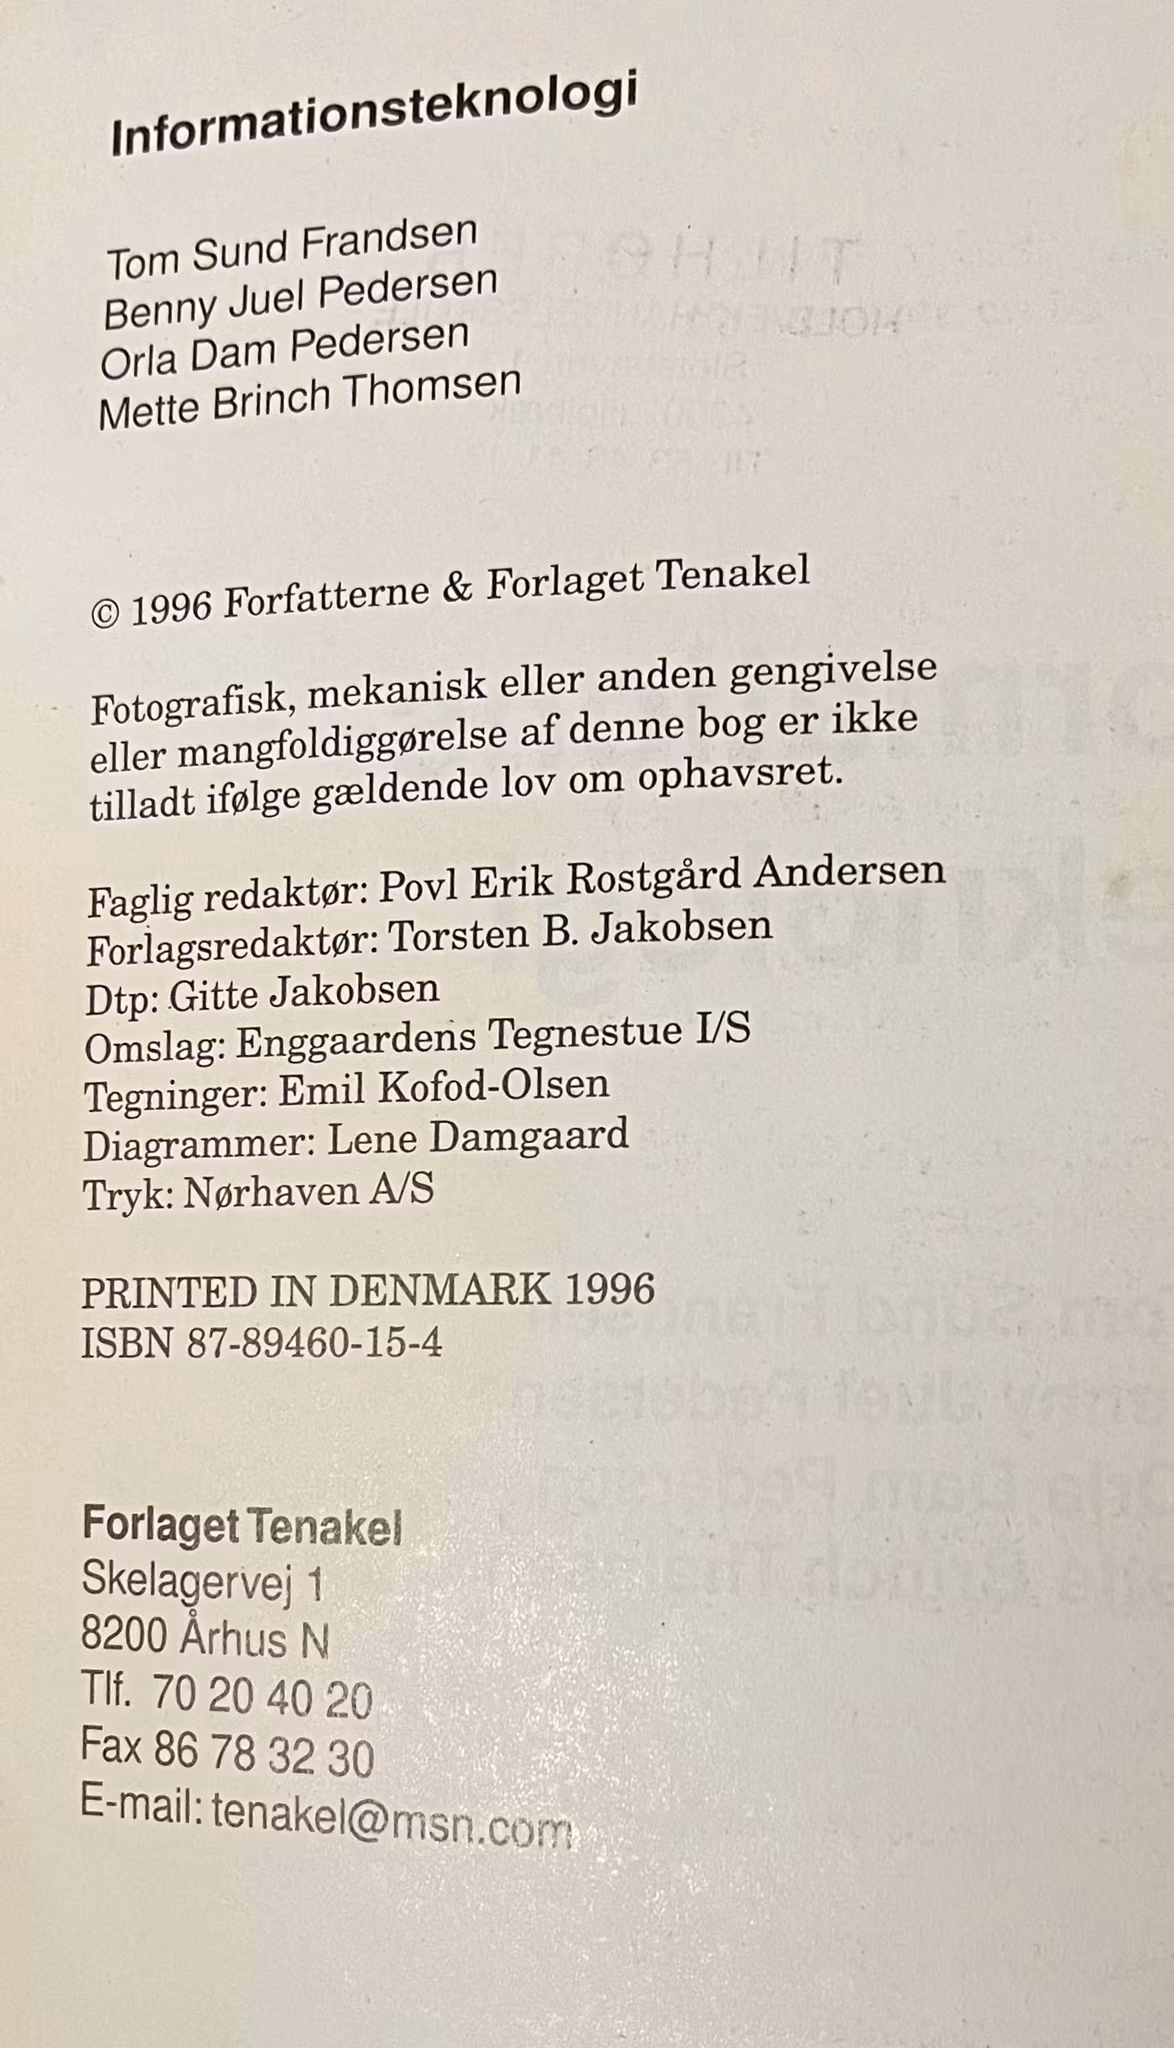 Informationsteknologi
Tom Sund Frandsen
Benny Juel Pedersen
Orla Dam Pedersen
Mette Brinch Thomsen
© 1996 Forfatterne & Forlaget Tenakel
Fotografisk, mekanisk eller anden gengivelse
eller mangfoldiggørelse af denne bog er ikke
tilladt ifølge gældende lov om ophavsret.
Faglig redaktør: Povl Erik Rostgård Andersen
Forlagsredaktør: Torsten B. Jakobsen
Dtp: Gitte Jakobsen
Omslag: Enggaardens Tegnestue I/S
Tegninger: Emil Kofod-Olsen
Diagrammer: Lene Damgaard
Tryk: Nørhaven A/S
PRINTED IN DENMARK 1996
ISBN 87-89460-15-4
Forlaget Tenakel
Skelagervej 1
8200 Århus N
Tlf. 70 20 40 20
Fax 86 78 32 30
E-mail: tenakel@msn.com